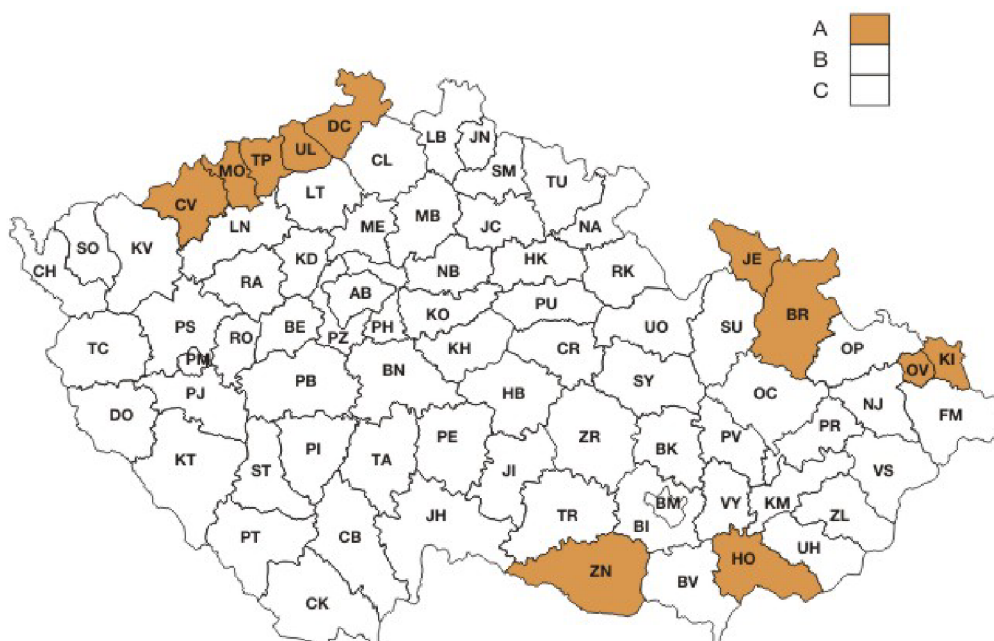 A
B
C
DC
LB
JN
UL
TP
MO
CL
SM
TU
CV
LT
MB
JC
NA
LN
ME
SO
KV
CH
KD
NB
HK
RK
JE
RA
AB
KO
PU
BR
PS
RO
BE
PZ
PH
UO
SU
TC
PM
KH
CR
OP
KI
OV
PJ
PB
BN
HB
SY
OC
NJ
FM
DO
PE
ZR
PV
PR
KT
ST
PI
TA
JI
BK
VS
BM
VY
KM
PT
CB
JH
TR
BI
ZL
UH
HO
ZN
BV
CK